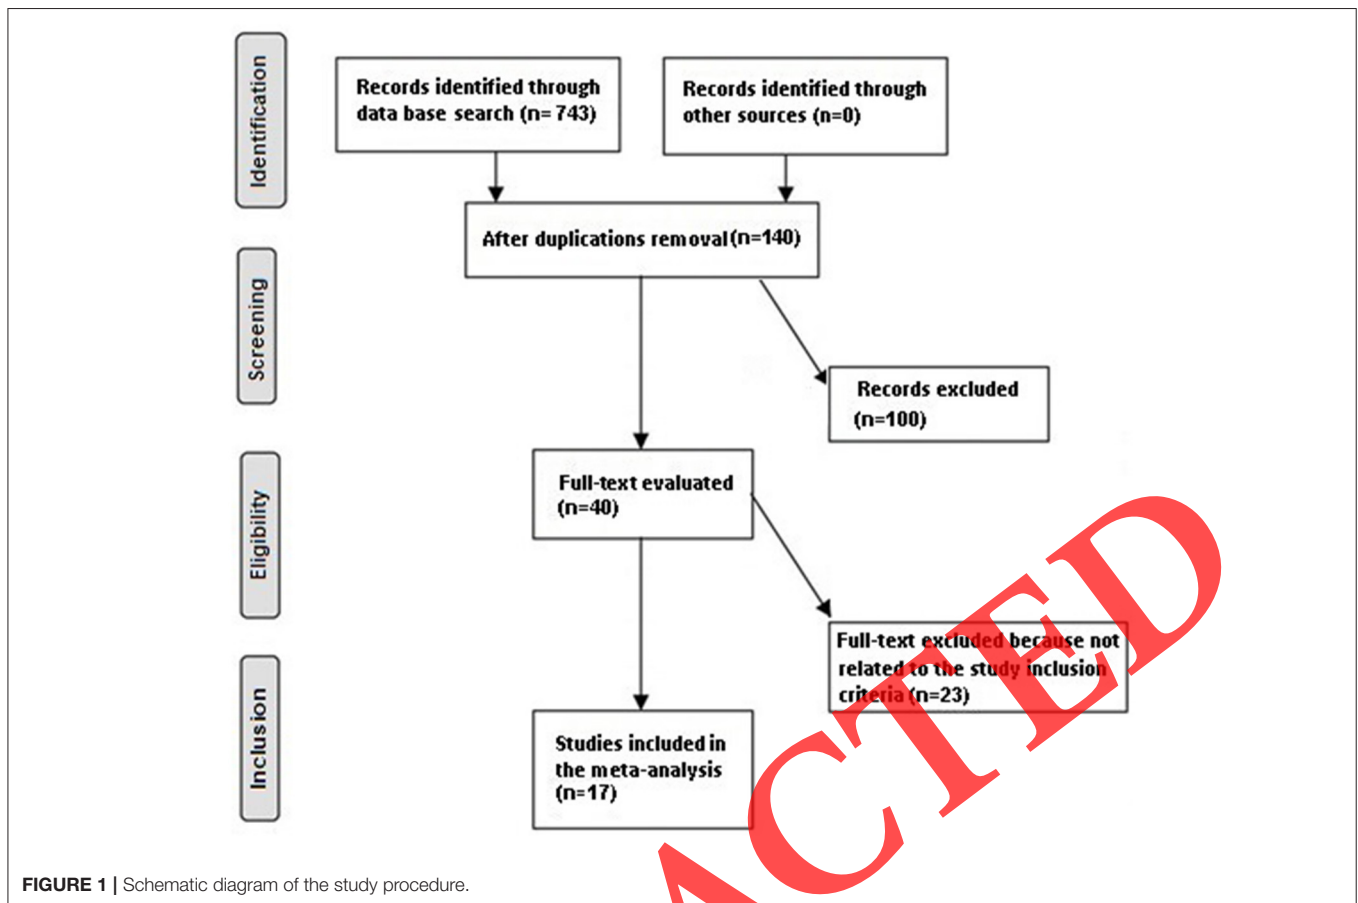 Identification
Records identified through
data base search (n= 743)
Records identified through
other sources (n=0)
After duplications removal(n=140)
Screening
Records excluded
(n=100)
Eligibility
Full-text evaluated
(n=40)
Full-text excluded because not
related to the study inclusion
criteria (n=23)
Inclusion
Studies included in
the meta-analysis
(n=17)
ACTED
FIGURE 1 | Schematic diagram of the study procedure.